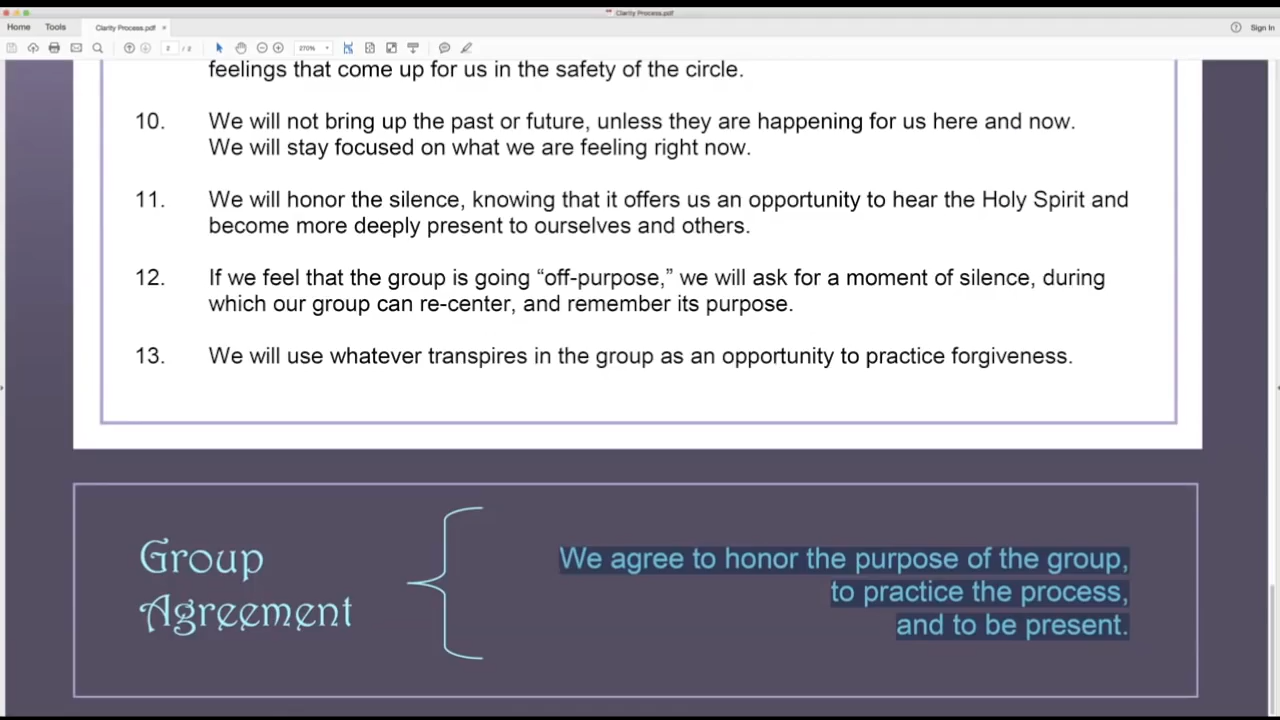 Clarity Process.pdf
Home Tools Clarity Process.pdf × Sign In
2 / 2 270%
feelings that come up for us in the safety of the circle.
10. We will not bring up the past or future, unless they are happening for us here and now.
We will stay focused on what we are feeling right now.
11. We will honor the silence, knowing that it offers us an opportunity to hear the Holy Spirit and
become more deeply present to ourselves and others.
12. If we feel that the group is going “off-purpose,” we will ask for a moment of silence, during
which our group can re-center, and remember its purpose.
13. We will use whatever transpires in the group as an opportunity to practice forgiveness.
Group
Agreement
We agree to honor the purpose of the group,
to practice the process,
and to be present.